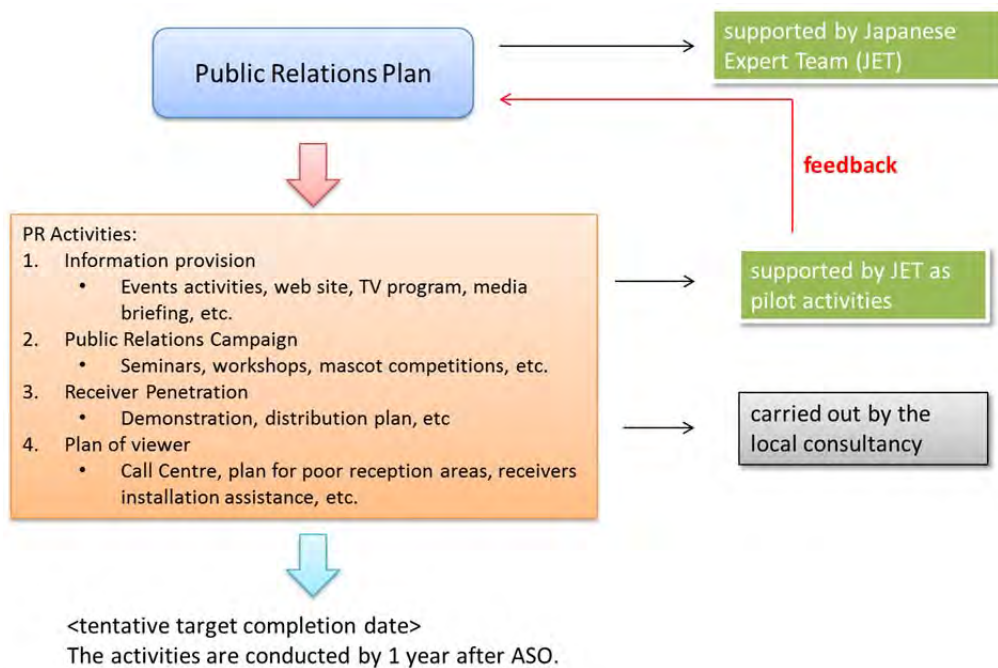 Public Relations Plan
supported by Japanese
Expert Team (JET)
feedback
PR Activities:
1. Information provision
• Events activities, web site, TV program, media
briefing, etc.
2. Public Relations Campaign
• Seminars, workshops, mascot competitions, etc.
3. Receiver Penetration
• Demonstration, distribution plan, etc
4. Plan of viewer
• Call Centre, plan for poor reception areas, receivers
installation assistance, etc.
supported by JET as
pilot activities
carried out by the
local consultancy
<tentative target completion date>
The activities are conducted by 1 year after ASO.